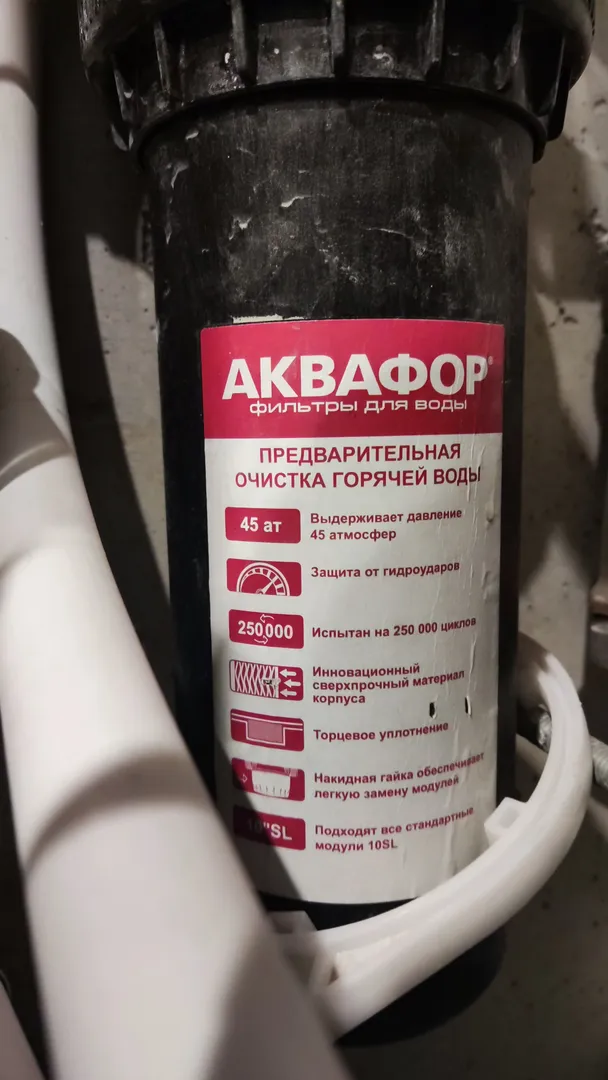 АКВАФОР®
фильтры для воды
ПРЕДВАРИТЕЛЬНАЯ
ОЧИСТКА ГОРЯЧЕЙ ВОДЫ
45 ат
Выдерживает давление
45 атмосфер
Защита от гидроударов
250 000
Испытан на 250 000 циклов
Инновационный
сверхпрочный материал
корпуса
Торцевое уплотнение
Накидная гайка обеспечивает
легкую замену модулей
10"SL
Подходят все стандартные
модули 10SL